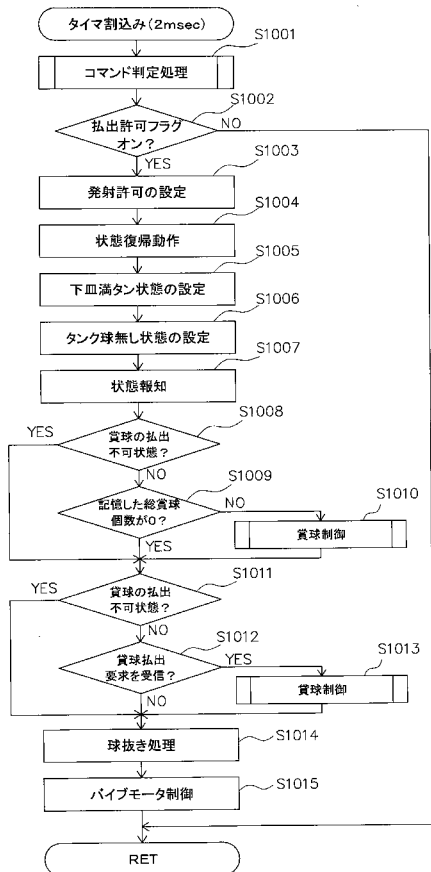 タイマ割込み(2msec)
S1001
コマンド判定処理
S1002
払出許可フラグ
オン?
NO
YES
S1003
発射許可の設定
S1004
状態復帰動作
S1005
下皿満タン状態の設定
S1006
タンク球無し状態の設定
S1007
状態報知
S1008
YES
賞球の払出
不可状態?
NO
S1009
記憶した総賞球
個数が0?
NO
S1010
賞球制御
YES
S1011
YES
貸球の払出
不可状態?
NO
S1012
貸球払出
要求を受信?
YES
S1013
貸球制御
NO
球抜き処理
S1014
バイブモータ制御
S1015
RET